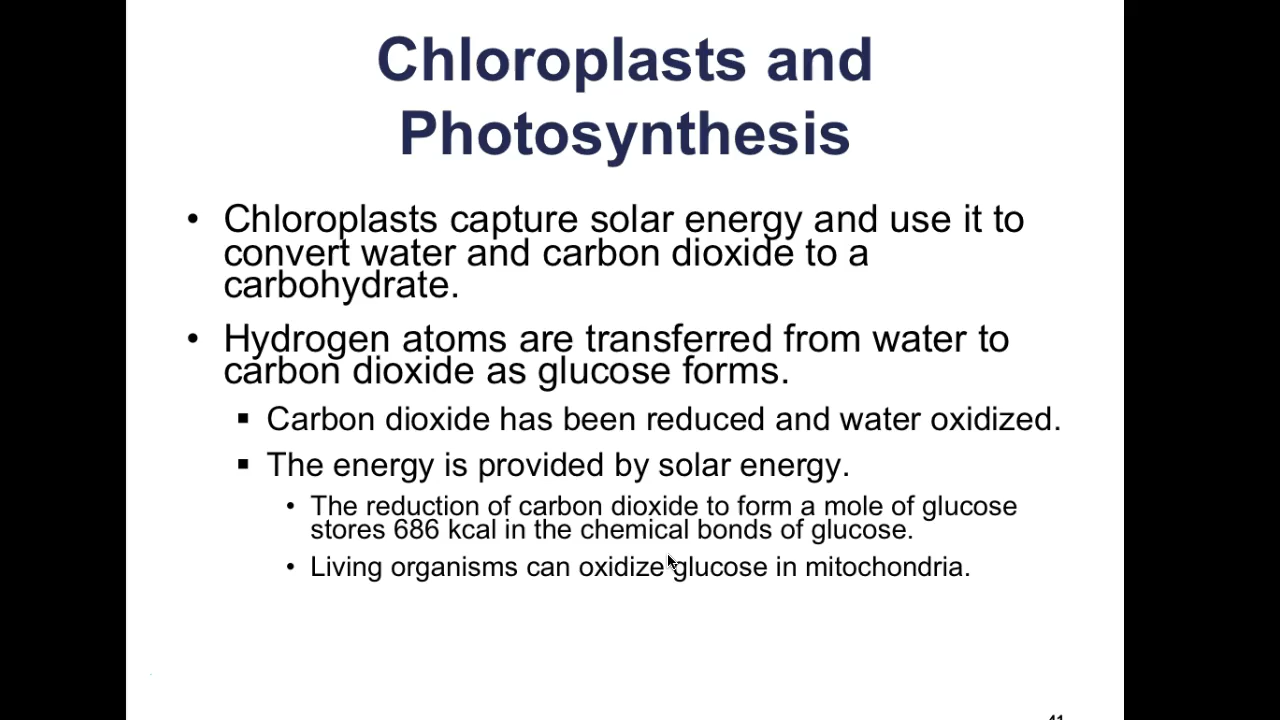 Chloroplasts and
Photosynthesis
• Chloroplasts capture solar energy and use it to
convert water and carbon dioxide to a
carbohydrate.
• Hydrogen atoms are transferred from water to
carbon dioxide as glucose forms.
▪ Carbon dioxide has been reduced and water oxidized.
▪ The energy is provided by solar energy.
• The reduction of carbon dioxide to form a mole of glucose
stores 686 kcal in the chemical bonds of glucose.
• Living organisms can oxidize glucose in mitochondria.
41